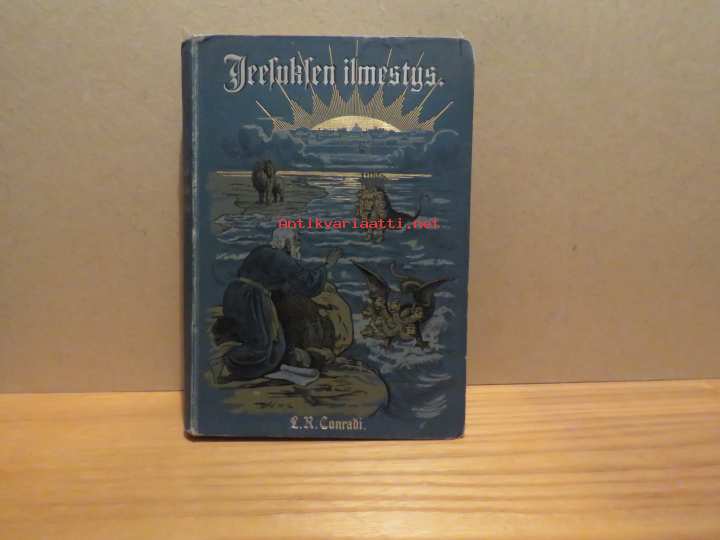 Jeesuksen ilmestys.
Antikvariaatti.net
L. R. Conradi.